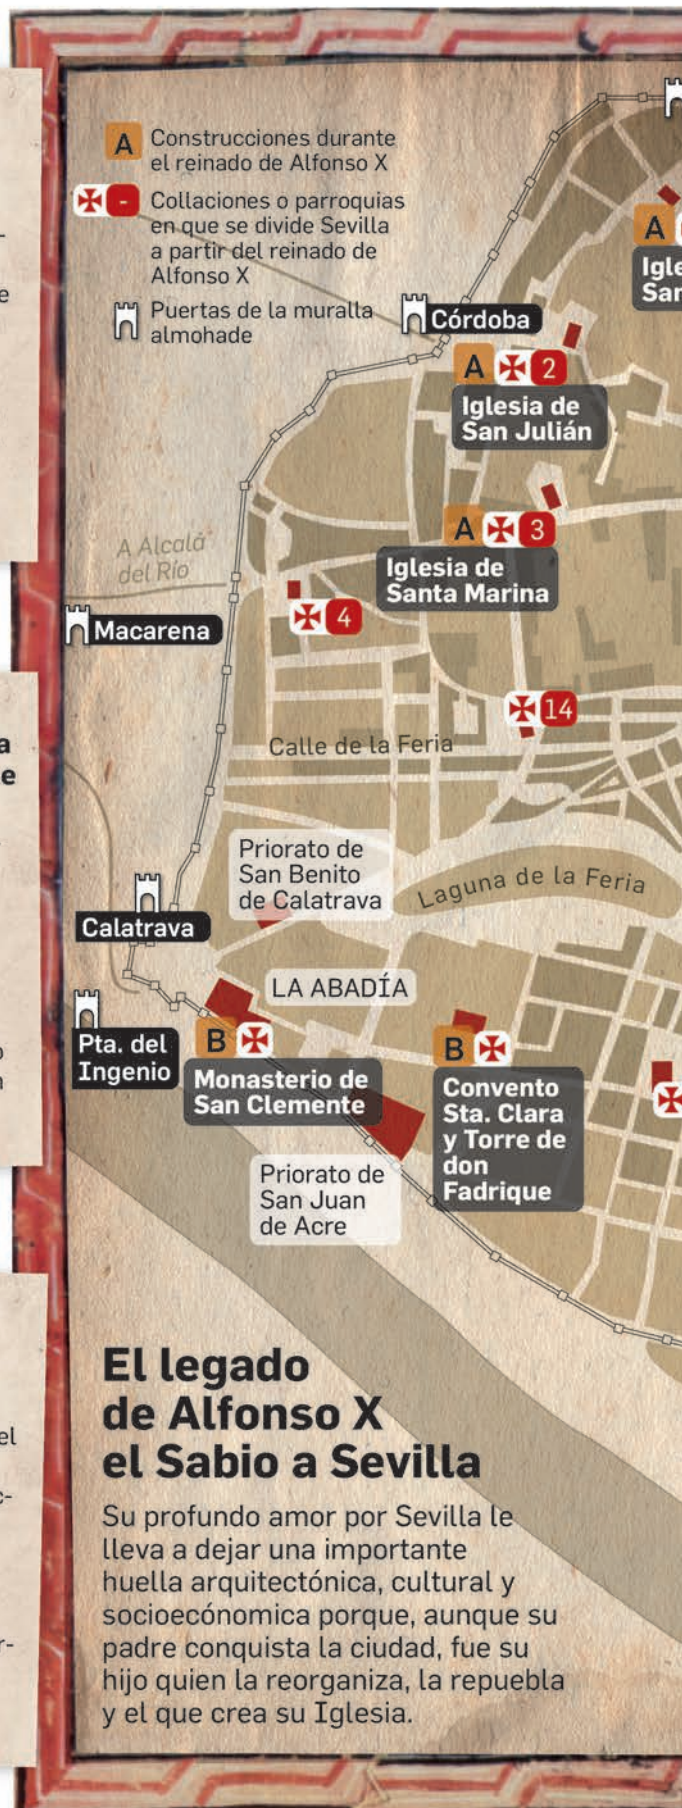 A
Construcciones durante
el reinado de Alfonso X
-
Collaciones o parroquias
en que se divide Sevilla
a partir del reinado de
Alfonso X
Puertas de la muralla
almohade
A
Córdoba
A 2
Iglesia de
San Julián
A 3
Iglesia de
Santa Marina
A Alcalá
del Río
4
Macarena
14
Calle de la Feria
Priorato de
San Benito
de Calatrava
Laguna de la Feria
Calatrava
LA ABADÍA
Pta. del
Ingenio
B
Monasterio de
San Clemente
B
Convento
Sta. Clara
y Torre de
don
Fadrique
Priorato de
San Juan
de Acre
El legado
de Alfonso X
el Sabio a Sevilla
Su profundo amor por Sevilla le
lleva a dejar una importante
huella arquitectónica, cultural y
socioecónomica porque, aunque su
padre conquista la ciudad, fue su
hijo quien la reorganiza, la repuebla
y el que crea su Iglesia.